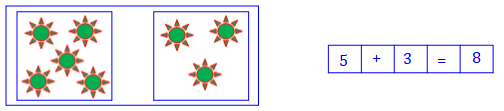 5 + 3 = 8